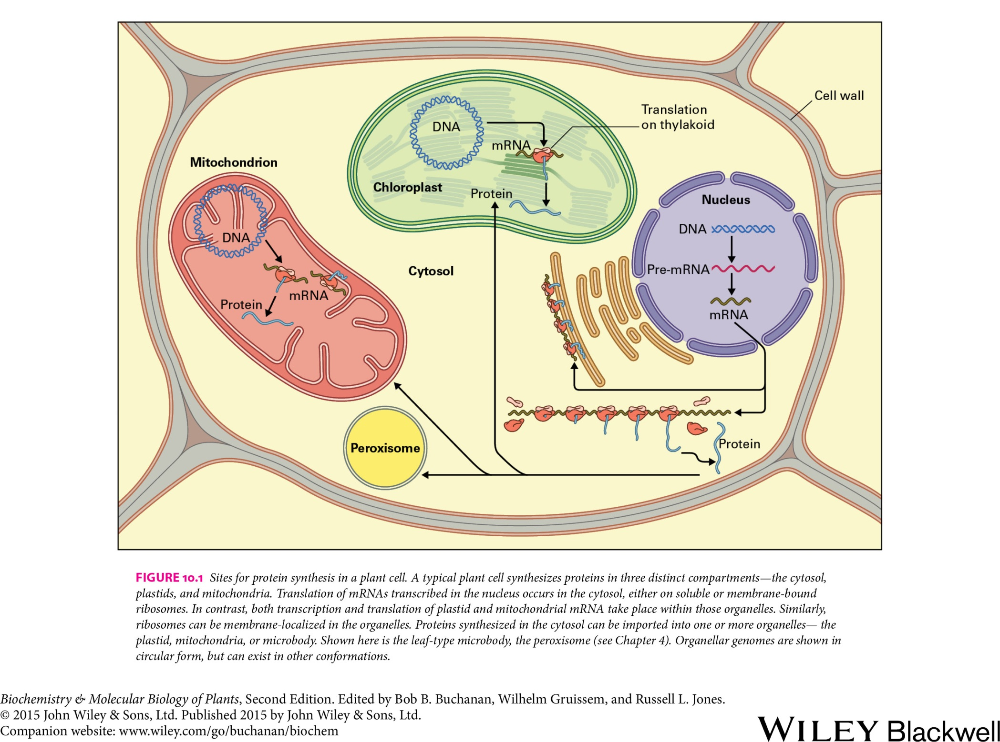 Cell wall
Translation
on thylakoid
DNA
mRNA
Mitochondrion
Chloroplast
Protein
Nucleus
DNA
DNA
Cytosol
Pre-mRNA
mRNA
Protein
mRNA
Protein
Peroxisome
FIGURE 10.1 Sites for protein synthesis in a plant cell. A typical plant cell synthesizes proteins in three distinct compartments—the cytosol,
plastids, and mitochondria. Translation of mRNAs transcribed in the nucleus occurs in the cytosol, either on soluble or membrane-bound
ribosomes. In contrast, both transcription and translation of plastid and mitochondrial mRNA take place within those organelles. Similarly,
ribosomes can be membrane-localized in the organelles. Proteins synthesized in the cytosol can be imported into one or more organelles— the
plastid, mitochondria, or microbody. Shown here is the leaf-type microbody, the peroxisome (see Chapter 4). Organellar genomes are shown in
circular form, but can exist in other conformations.
Biochemistry & Molecular Biology of Plants, Second Edition. Edited by Bob B. Buchanan, Wilhelm Gruissem, and Russell L. Jones.
© 2015 John Wiley & Sons, Ltd. Published 2015 by John Wiley & Sons, Ltd.
Companion website: www.wiley.com/go/buchanan/biochem
WILEY Blackwell